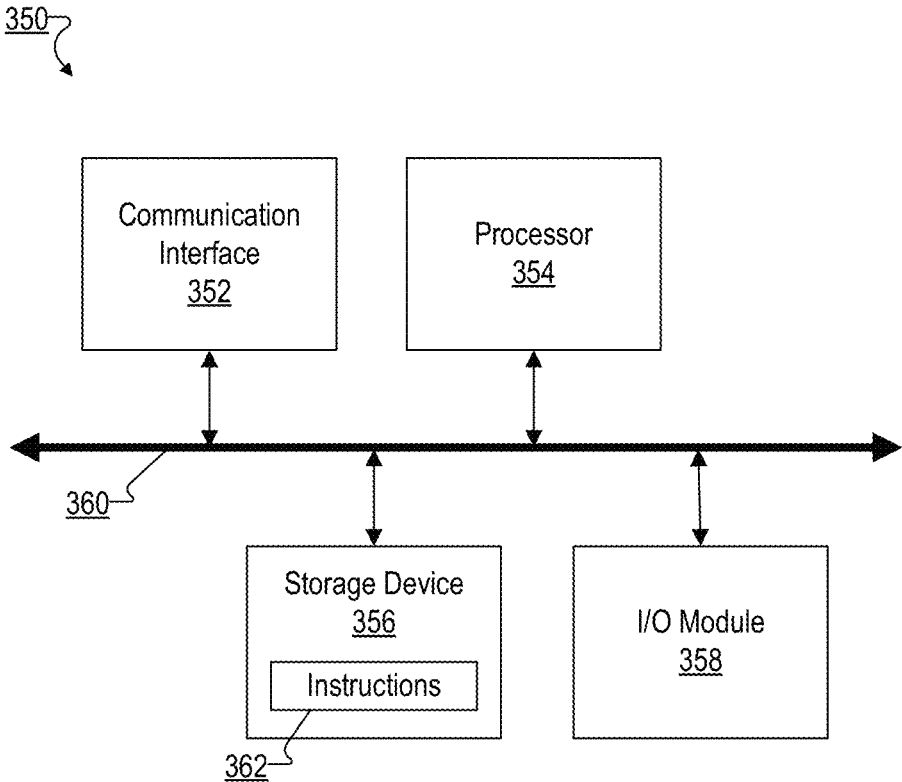 350
Communication
Interface
352
Processor
354
360
Storage Device
356
Instructions
362
I/O Module
358